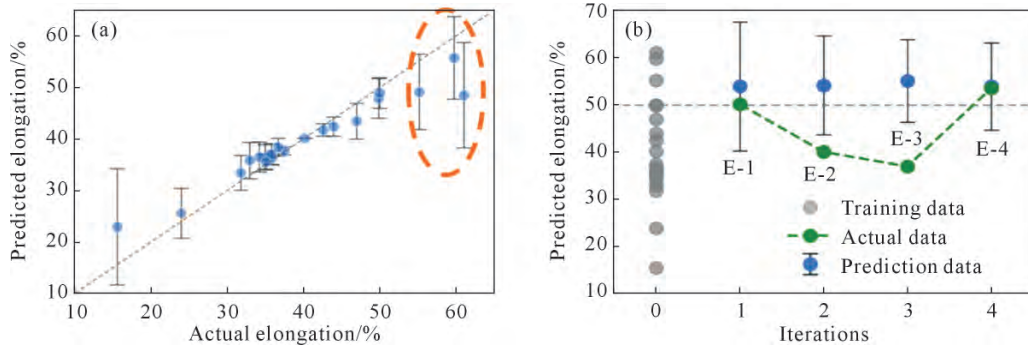 (a)
Predicted elongation/%
60
50
40
30
20
10
10 20 30 40 50 60
Actual elongation/%
(b)
Predicted elongation/%
70
60
50
40
30
20
10
E-1
E-2
E-3
E-4
Training data
Actual data
Prediction data
0 1 2 3 4
Iterations